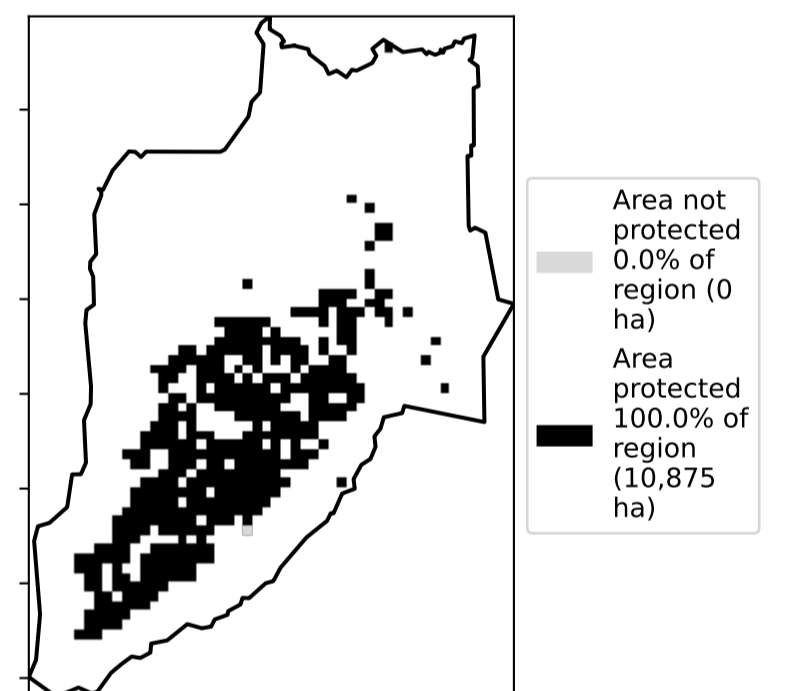 Area not
protected
0.0% of
region (0
ha)
Area
protected
100.0% of
region
(10,875
ha)